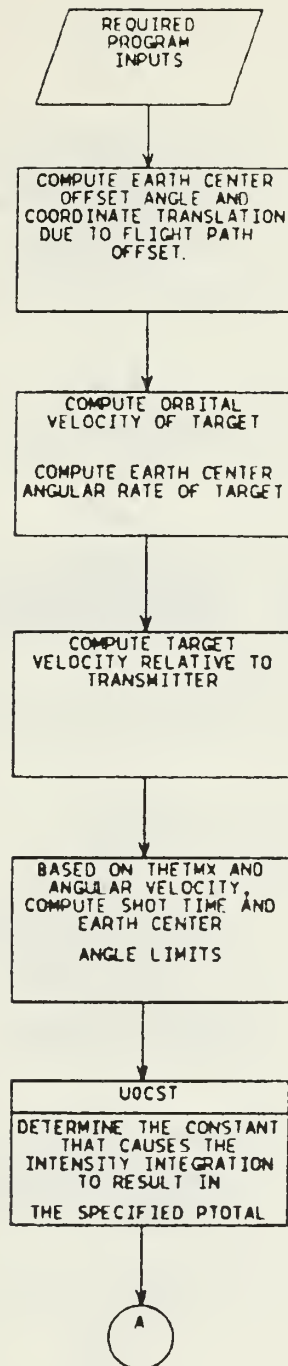 REQUIRED
PROGRAM
INPUTS
COMPUTE EARTH CENTER
OFFSET ANGLE AND
COORDINATE TRANSLATION
DUE TO FLIGHT PATH
OFFSET.
COMPUTE ORBITAL
VELOCITY OF TARGET
COMPUTE EARTH CENTER
ANGULAR RATE OF TARGET
COMPUTE TARGET
VELOCITY RELATIVE TO
TRANSMITTER
BASED ON THETMX AND
ANGULAR VELOCITY,
COMPUTE SHOT TIME AND
EARTH CENTER
ANGLE LIMITS
UOCST
DETERMINE THE CONSTANT
THAT CAUSES THE
INTENSITY INTEGRATION
TO RESULT IN
THE SPECIFIED PTOTAL
A